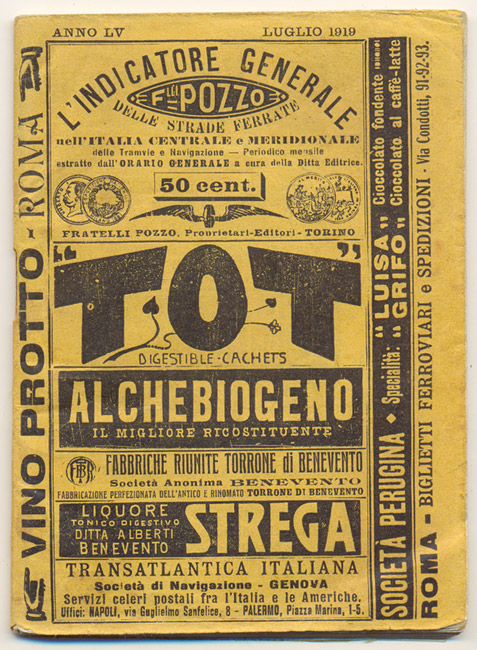 ANNO LV LUGLIO 1919
L'INDICATORE GENERALE
F.LLI POZZO
DELLE STRADE FERRATE
nell'ITALIA CENTRALE e MERIDIONALE
delle Tramvie e Navigazione — Periodico mensile
estratto dall'ORARIO GENERALE a cura della Ditta Editrice.
50 cent.
FRATELLI POZZO, Proprietari-Editori - TORINO
"TOT"
DIGESTIBLE-CACHETS
ALCHEBIOGENO
IL MIGLIORE RICOSTITUENTE
FABBRICHE RIUNITE TORRONE di BENEVENTO
Società Anonima BENEVENTO
FABBRICAZIONE PERFEZIONATA DELL'ANTICO E RINOMATO TORRONE DI BENEVENTO
LIQUORE
TONICO DIGESTIVO
DITTA ALBERTI
BENEVENTO
STREGA
TRANSATLANTICA ITALIANA
Società di Navigazione - GENOVA
Servizi celeri postali fra l'Italia e le Americhe.
Uffici: NAPOLI, via Guglielmo Sanfelice, 8 - PALERMO, Piazza Marina, 1-5.
VINO PROTTO - ROMA
SOCIETÀ PERUGINA • Specialità: "LUISA" Cioccolato fondente
"GRIFO" Cioccolato al caffè-latte
ROMA - BIGLIETTI FERROVIARI e SPEDIZIONI - Via Condotti, 91-92-93.